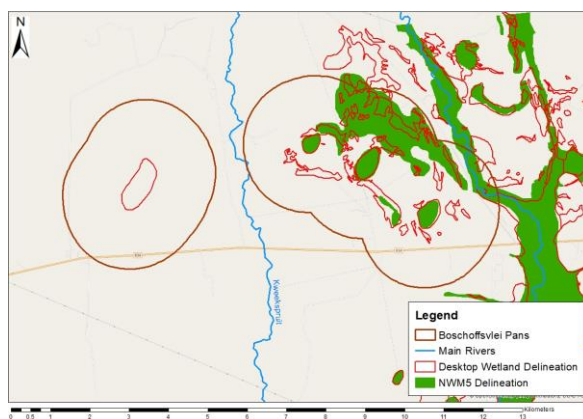 N
Kweekspruit
Legend
Boschoffsvlei Pans
Main Rivers
Desktop Wetland Delineation
NWM5 Delineation
0 0.5 1 2 3 4 5 6 7 8 9 10 11 12 13
Kilometers